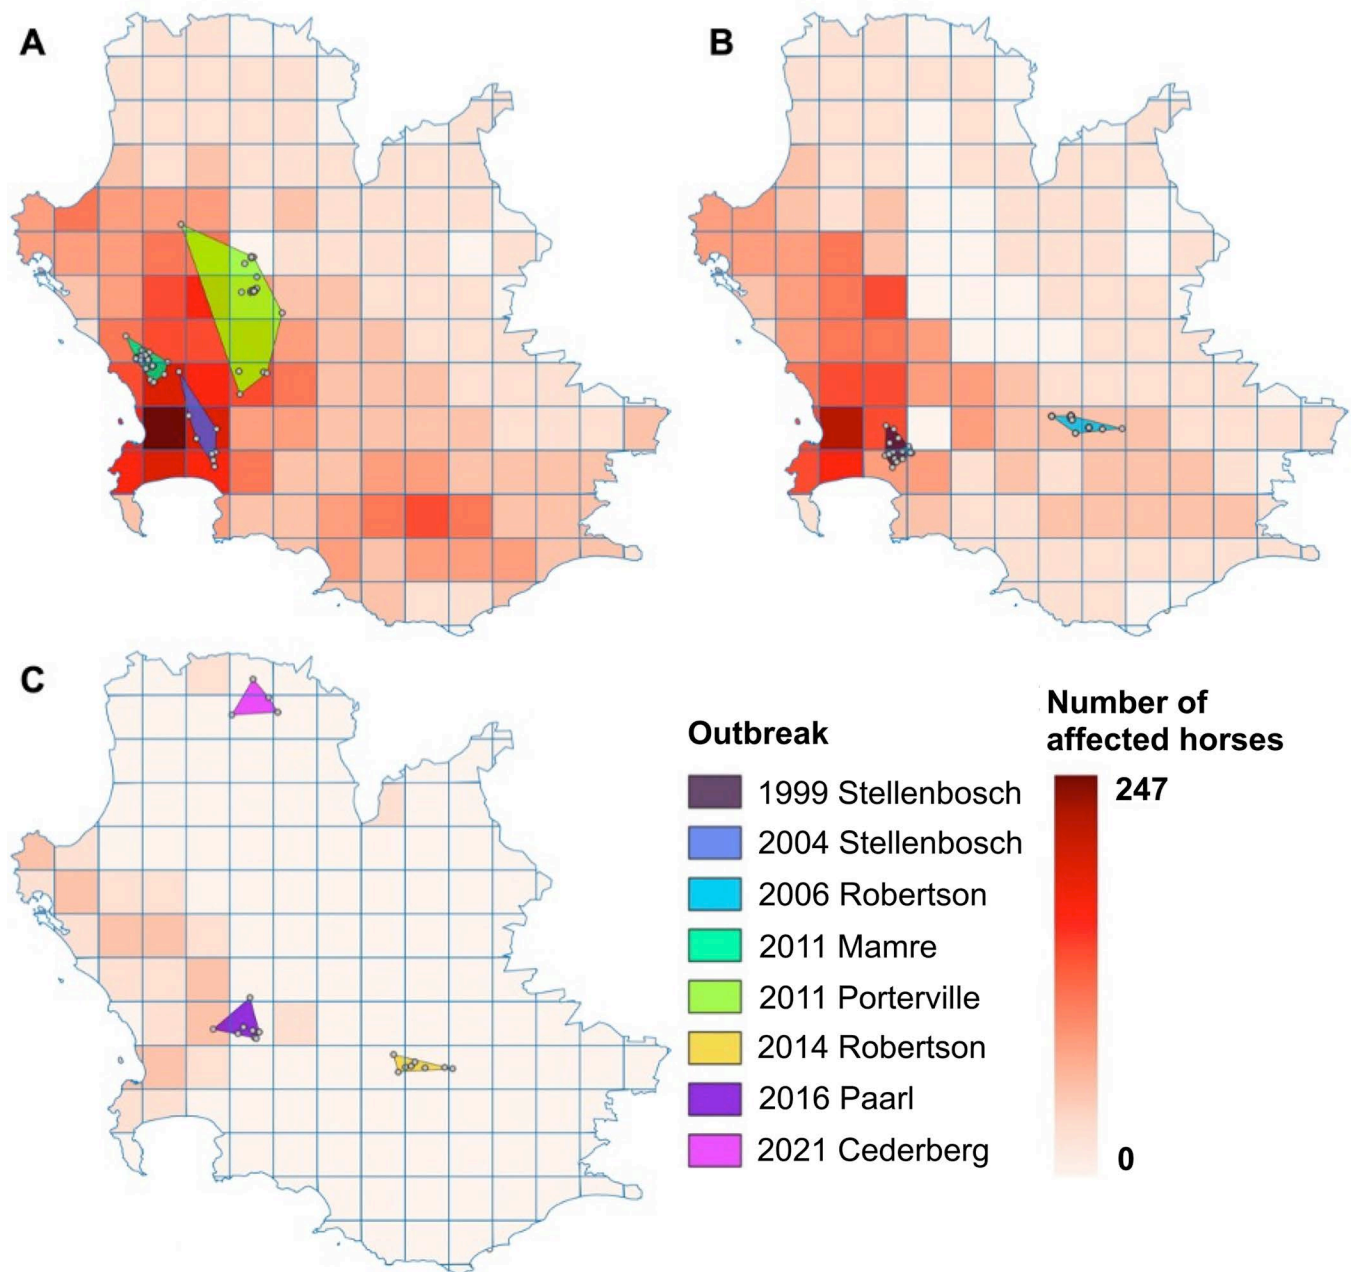 A
B
C
Outbreak
1999 Stellenbosch
2004 Stellenbosch
2006 Robertson
2011 Mamre
2011 Porterville
2014 Robertson
2016 Paarl
2021 Cederberg
Number of
affected horses
247
0